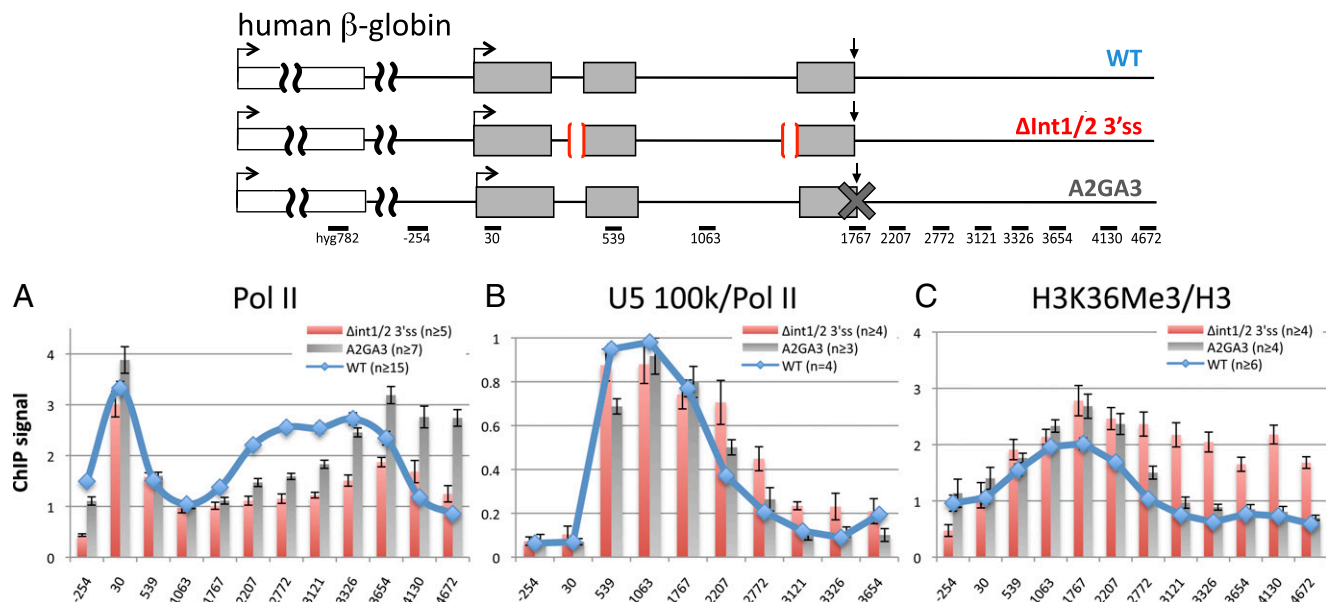 human β-globin
WT
ΔInt1/2 3'ss
A2GA3
hyg782 -254 30 539 1063 1767 2207 2772 3121 3326 3654 4130 4672
A Pol II
Δint1/2 3'ss (n≥5)
A2GA3 (n≥7)
WT (n≥15)
ChIP signal
4
3
2
1
0
-254 30 539 1063 1767 2207 2772 3121 3326 3654 4130 4672
B U5 100k/Pol II
Δint1/2 3'ss (n≥4)
A2GA3 (n≥3)
WT (n=4)
1
0.8
0.6
0.4
0.2
0
-254 30 539 1063 1767 2207 2772 3121 3326 3654
C H3K36Me3/H3
Δint1/2 3'ss (n≥4)
A2GA3 (n≥4)
WT (n≥6)
4
3
2
1
0
-254 30 539 1063 1767 2207 2772 3121 3326 3654 4130 4672